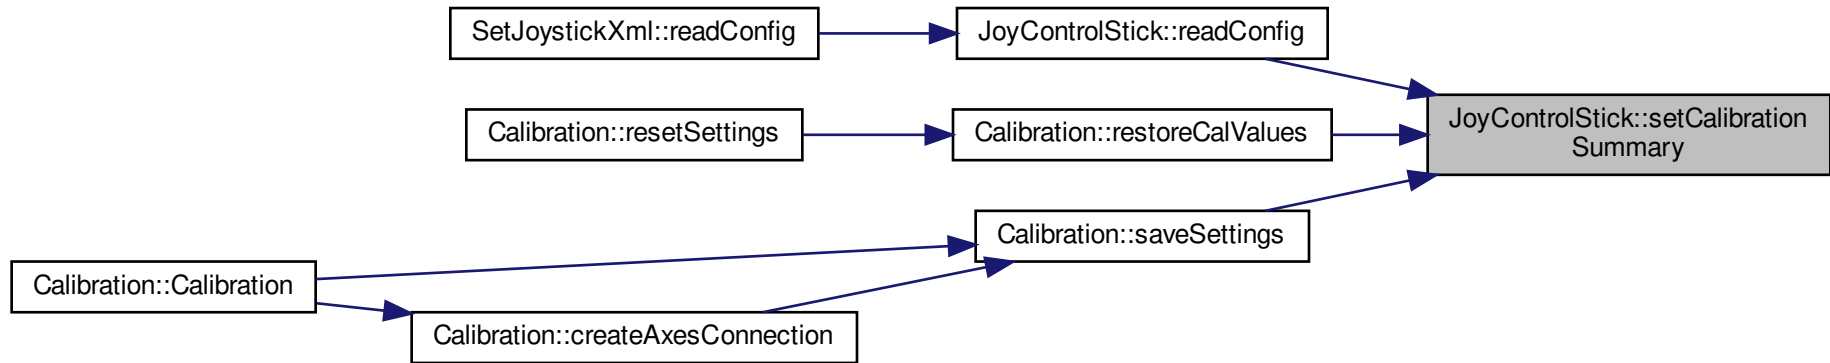 SetJoystickXml::readConfig
JoyControlStick::readConfig
JoyControlStick::setCalibration
Summary
Calibration::resetSettings
Calibration::restoreCalValues
Calibration::saveSettings
Calibration::Calibration
Calibration::createAxesConnection